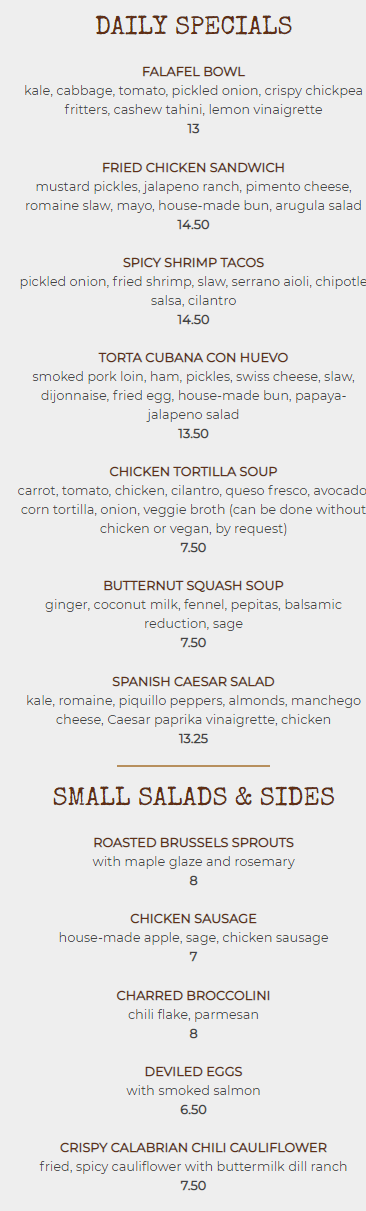 DAILY SPECIALS
FALAFEL BOWL
kale, cabbage, tomato, pickled onion, crispy chickpea
fritters, cashew tahini, lemon vinaigrette
13
FRIED CHICKEN SANDWICH
mustard pickles, jalapeno ranch, pimento cheese,
romaine slaw, mayo, house-made bun, arugula salad
14.50
SPICY SHRIMP TACOS
pickled onion, fried shrimp, slaw, serrano aioli, chipotle
salsa, cilantro
14.50
TORTA CUBANA CON HUEVO
smoked pork loin, ham, pickles, swiss cheese, slaw,
dijonnaise, fried egg, house-made bun, papaya-
jalapeno salad
13.50
CHICKEN TORTILLA SOUP
carrot, tomato, chicken, cilantro, queso fresco, avocado
corn tortilla, onion, veggie broth (can be done without
chicken or vegan, by request)
7.50
BUTTERNUT SQUASH SOUP
ginger, coconut milk, fennel, pepitas, balsamic
reduction, sage
7.50
SPANISH CAESAR SALAD
kale, romaine, piquillo peppers, almonds, manchego
cheese, Caesar paprika vinaigrette, chicken
13.25
SMALL SALADS & SIDES
ROASTED BRUSSELS SPROUTS
with maple glaze and rosemary
8
CHICKEN SAUSAGE
house-made apple, sage, chicken sausage
7
CHARRED BROCCOLINI
chili flake, parmesan
8
DEVILED EGGS
with smoked salmon
6.50
CRISPY CALABRIAN CHILI CAULIFLOWER
fried, spicy cauliflower with buttermilk dill ranch
7.50